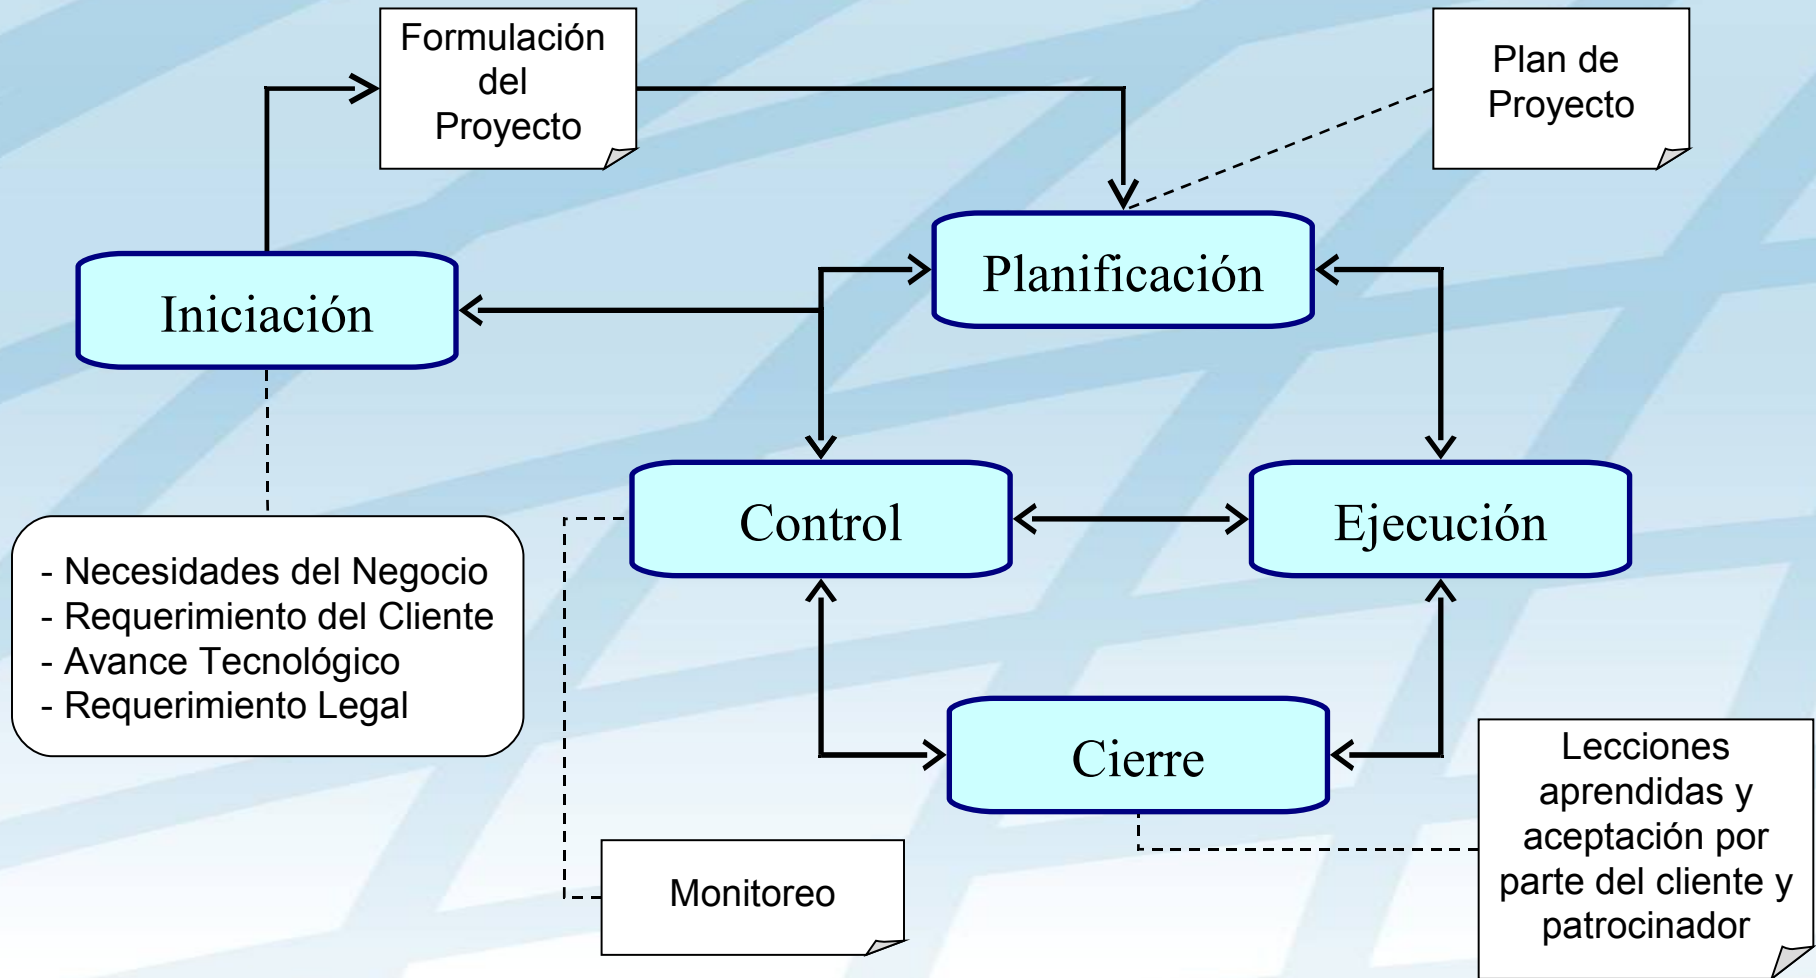 Formulación
del
Proyecto
Plan de
Proyecto
Planificación
Iniciación
Control
Ejecución
- Necesidades del Negocio
- Requerimiento del Cliente
- Avance Tecnológico
- Requerimiento Legal
Cierre
Lecciones
aprendidas y
aceptación por
parte del cliente y
patrocinador
Monitoreo